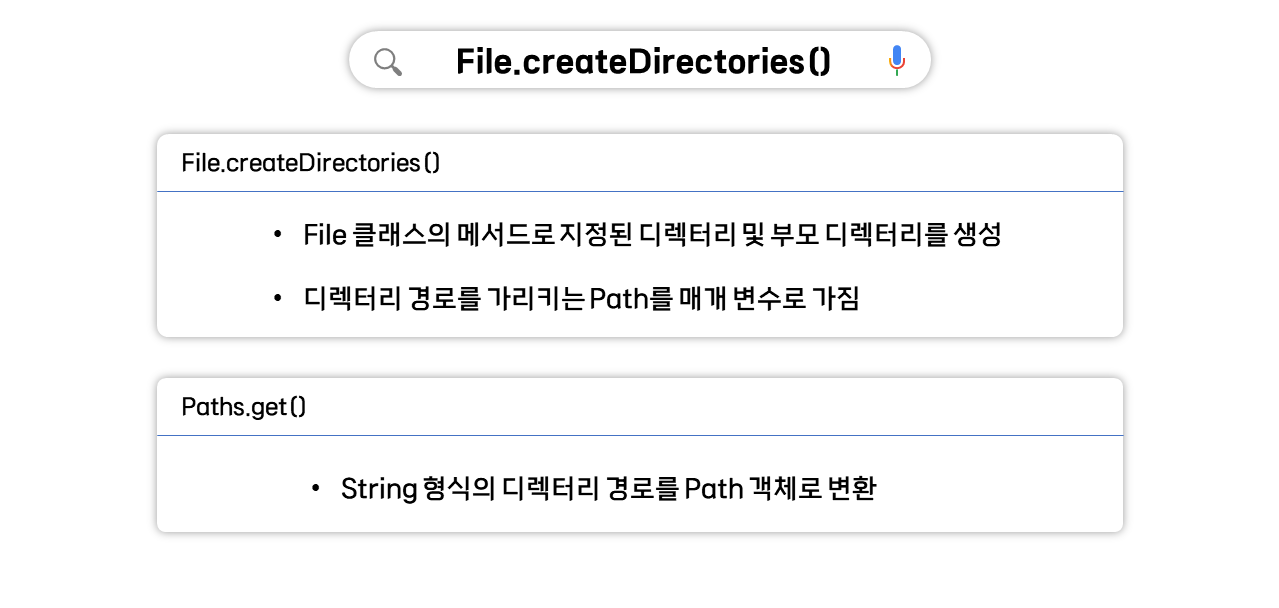 File.createDirectories()
File.createDirectories()
• File 클래스의 메서드로 지정된 디렉터리 및 부모 디렉터리를 생성
• 디렉터리 경로를 가리키는 Path를 매개 변수로 가짐
Paths.get()
• String 형식의 디렉터리 경로를 Path 객체로 변환